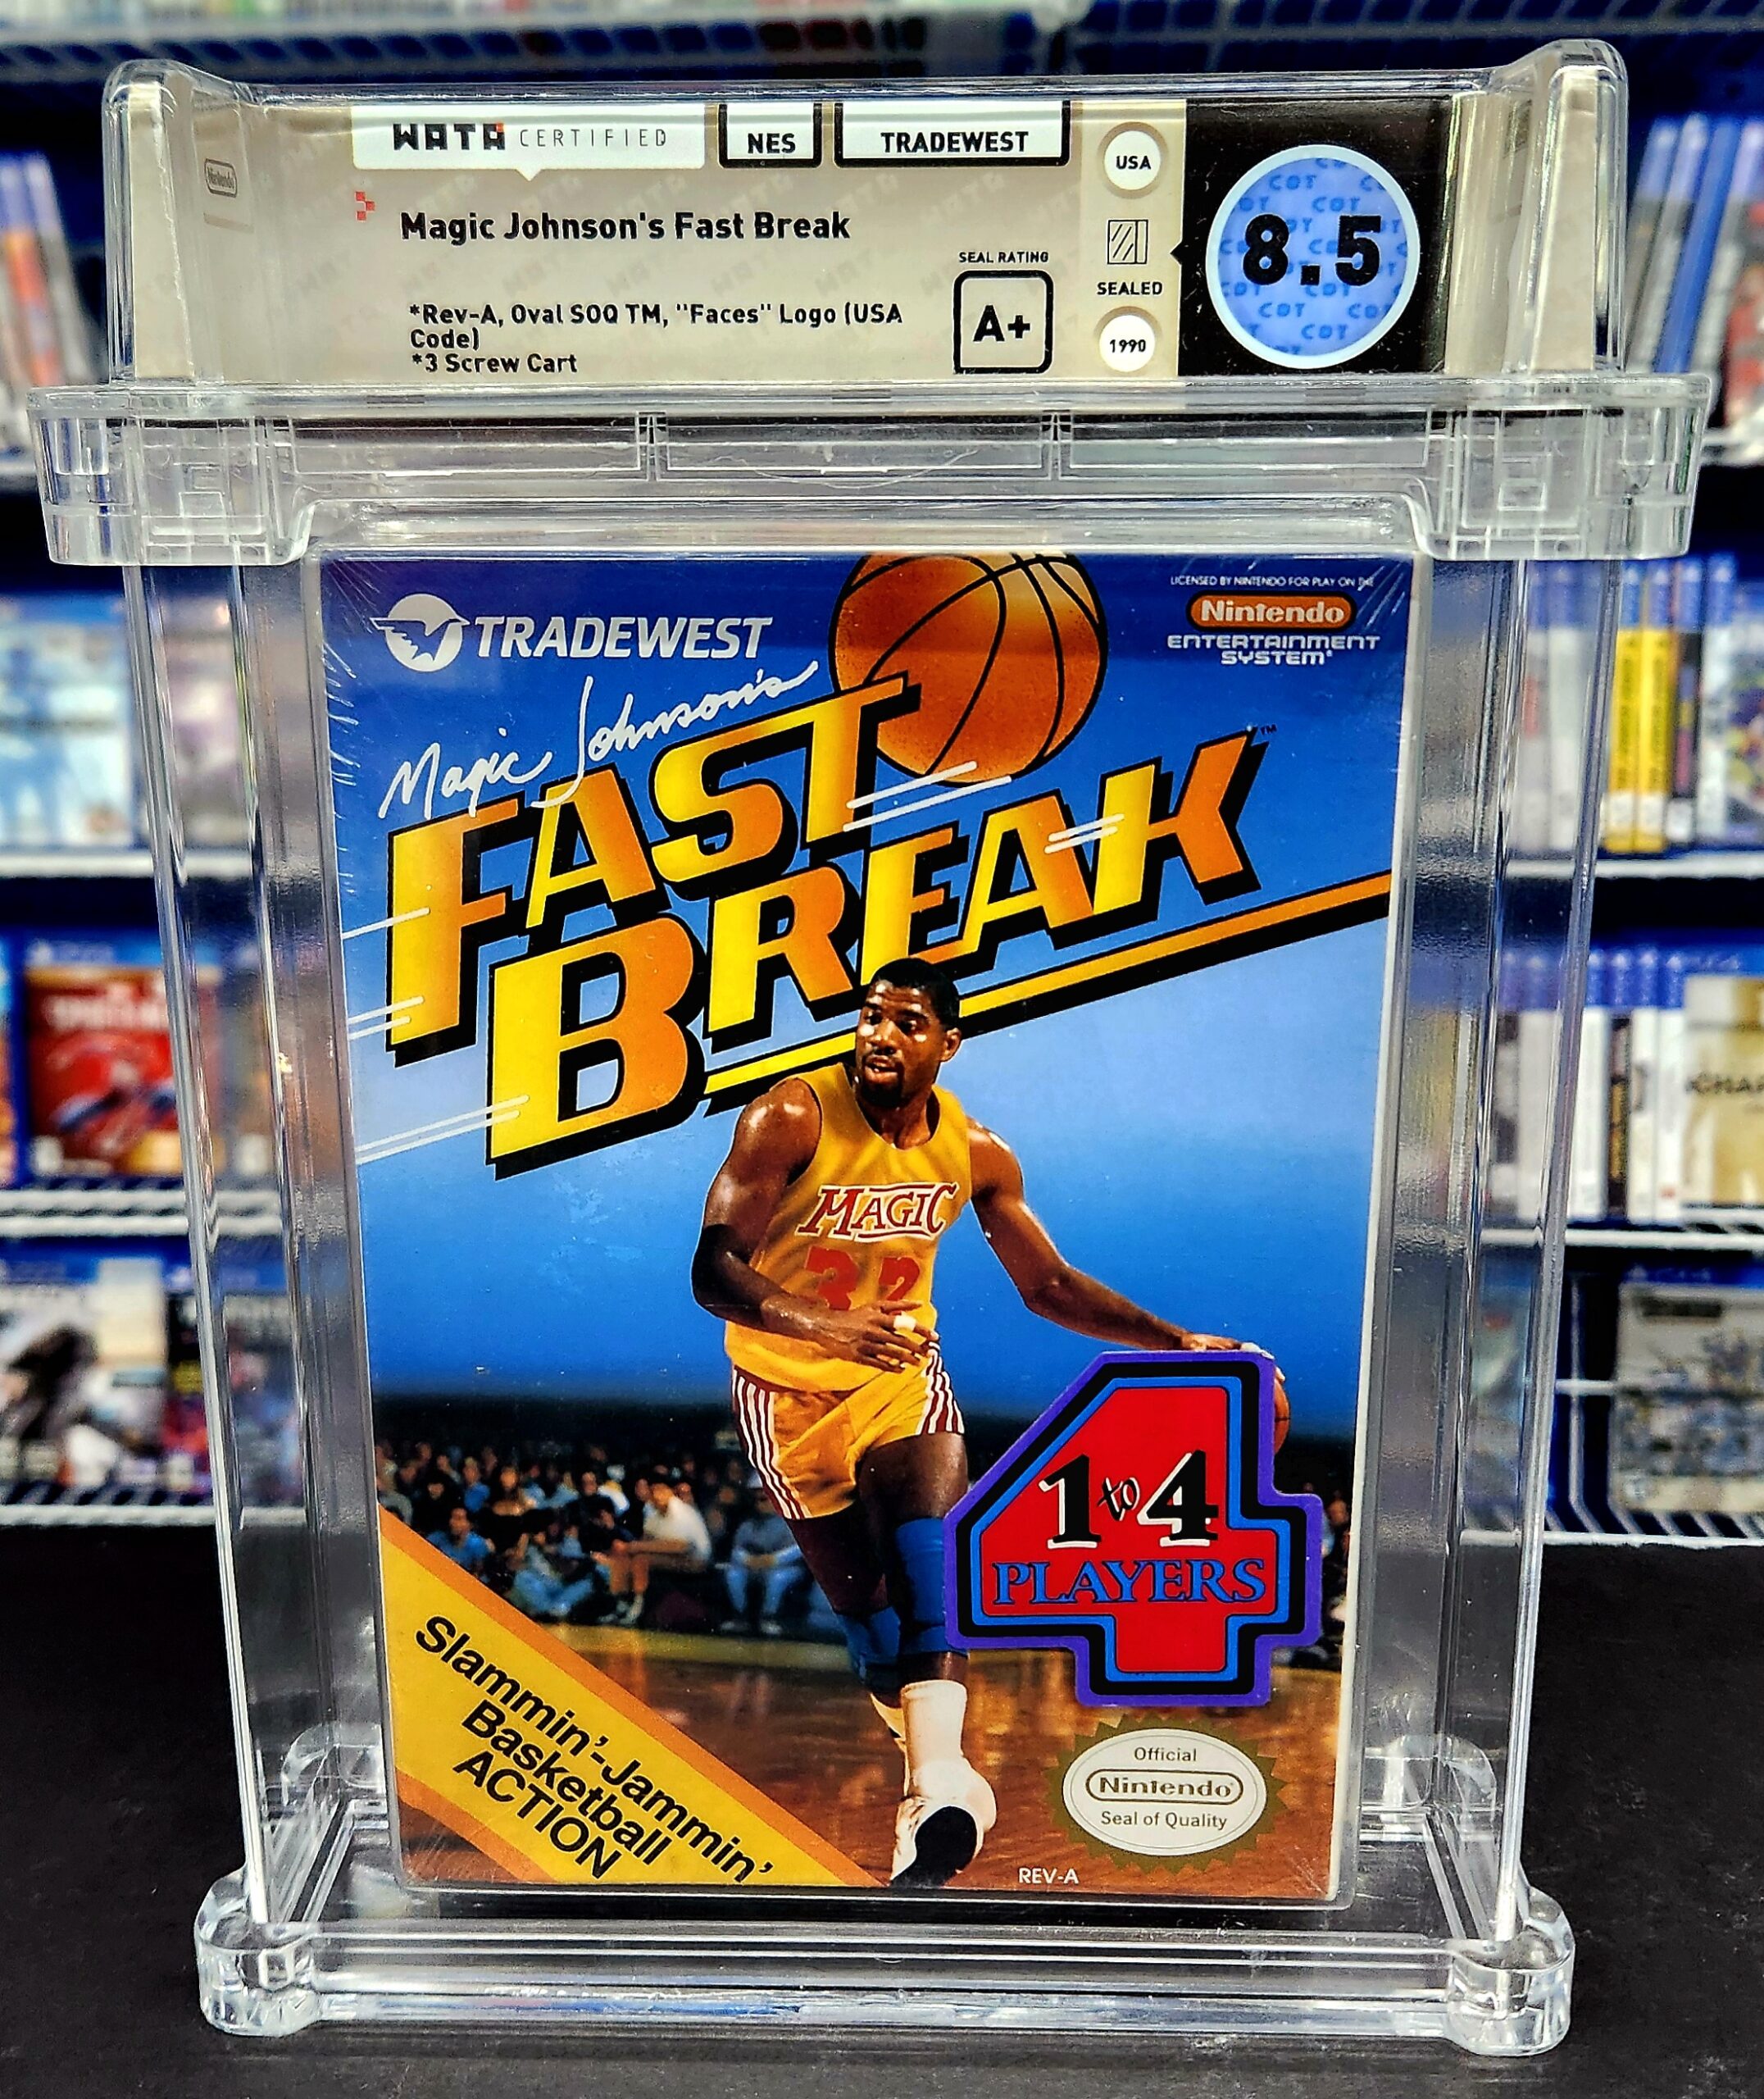 WATA CERTIFIED
NES
TRADEWEST
USA
Magic Johnson's Fast Break
8.5
SEAL RATING
A+
SEALED
*Rev-A, Oval SOQ TM, "Faces" Logo (USA
Code)
*3 Screw Cart
1990
Nintendo
TRADEWEST
LICENSED BY NINTENDO FOR PLAY ON THE
Nintendo
ENTERTAINMENT
SYSTEM®
Magic Johnson's
FAST
BREAK™
MAGIC
32
1 to 4
PLAYERS
Slammin'-Jammin'
Basketball
ACTION
Official
Nintendo®
Seal of Quality
REV-A